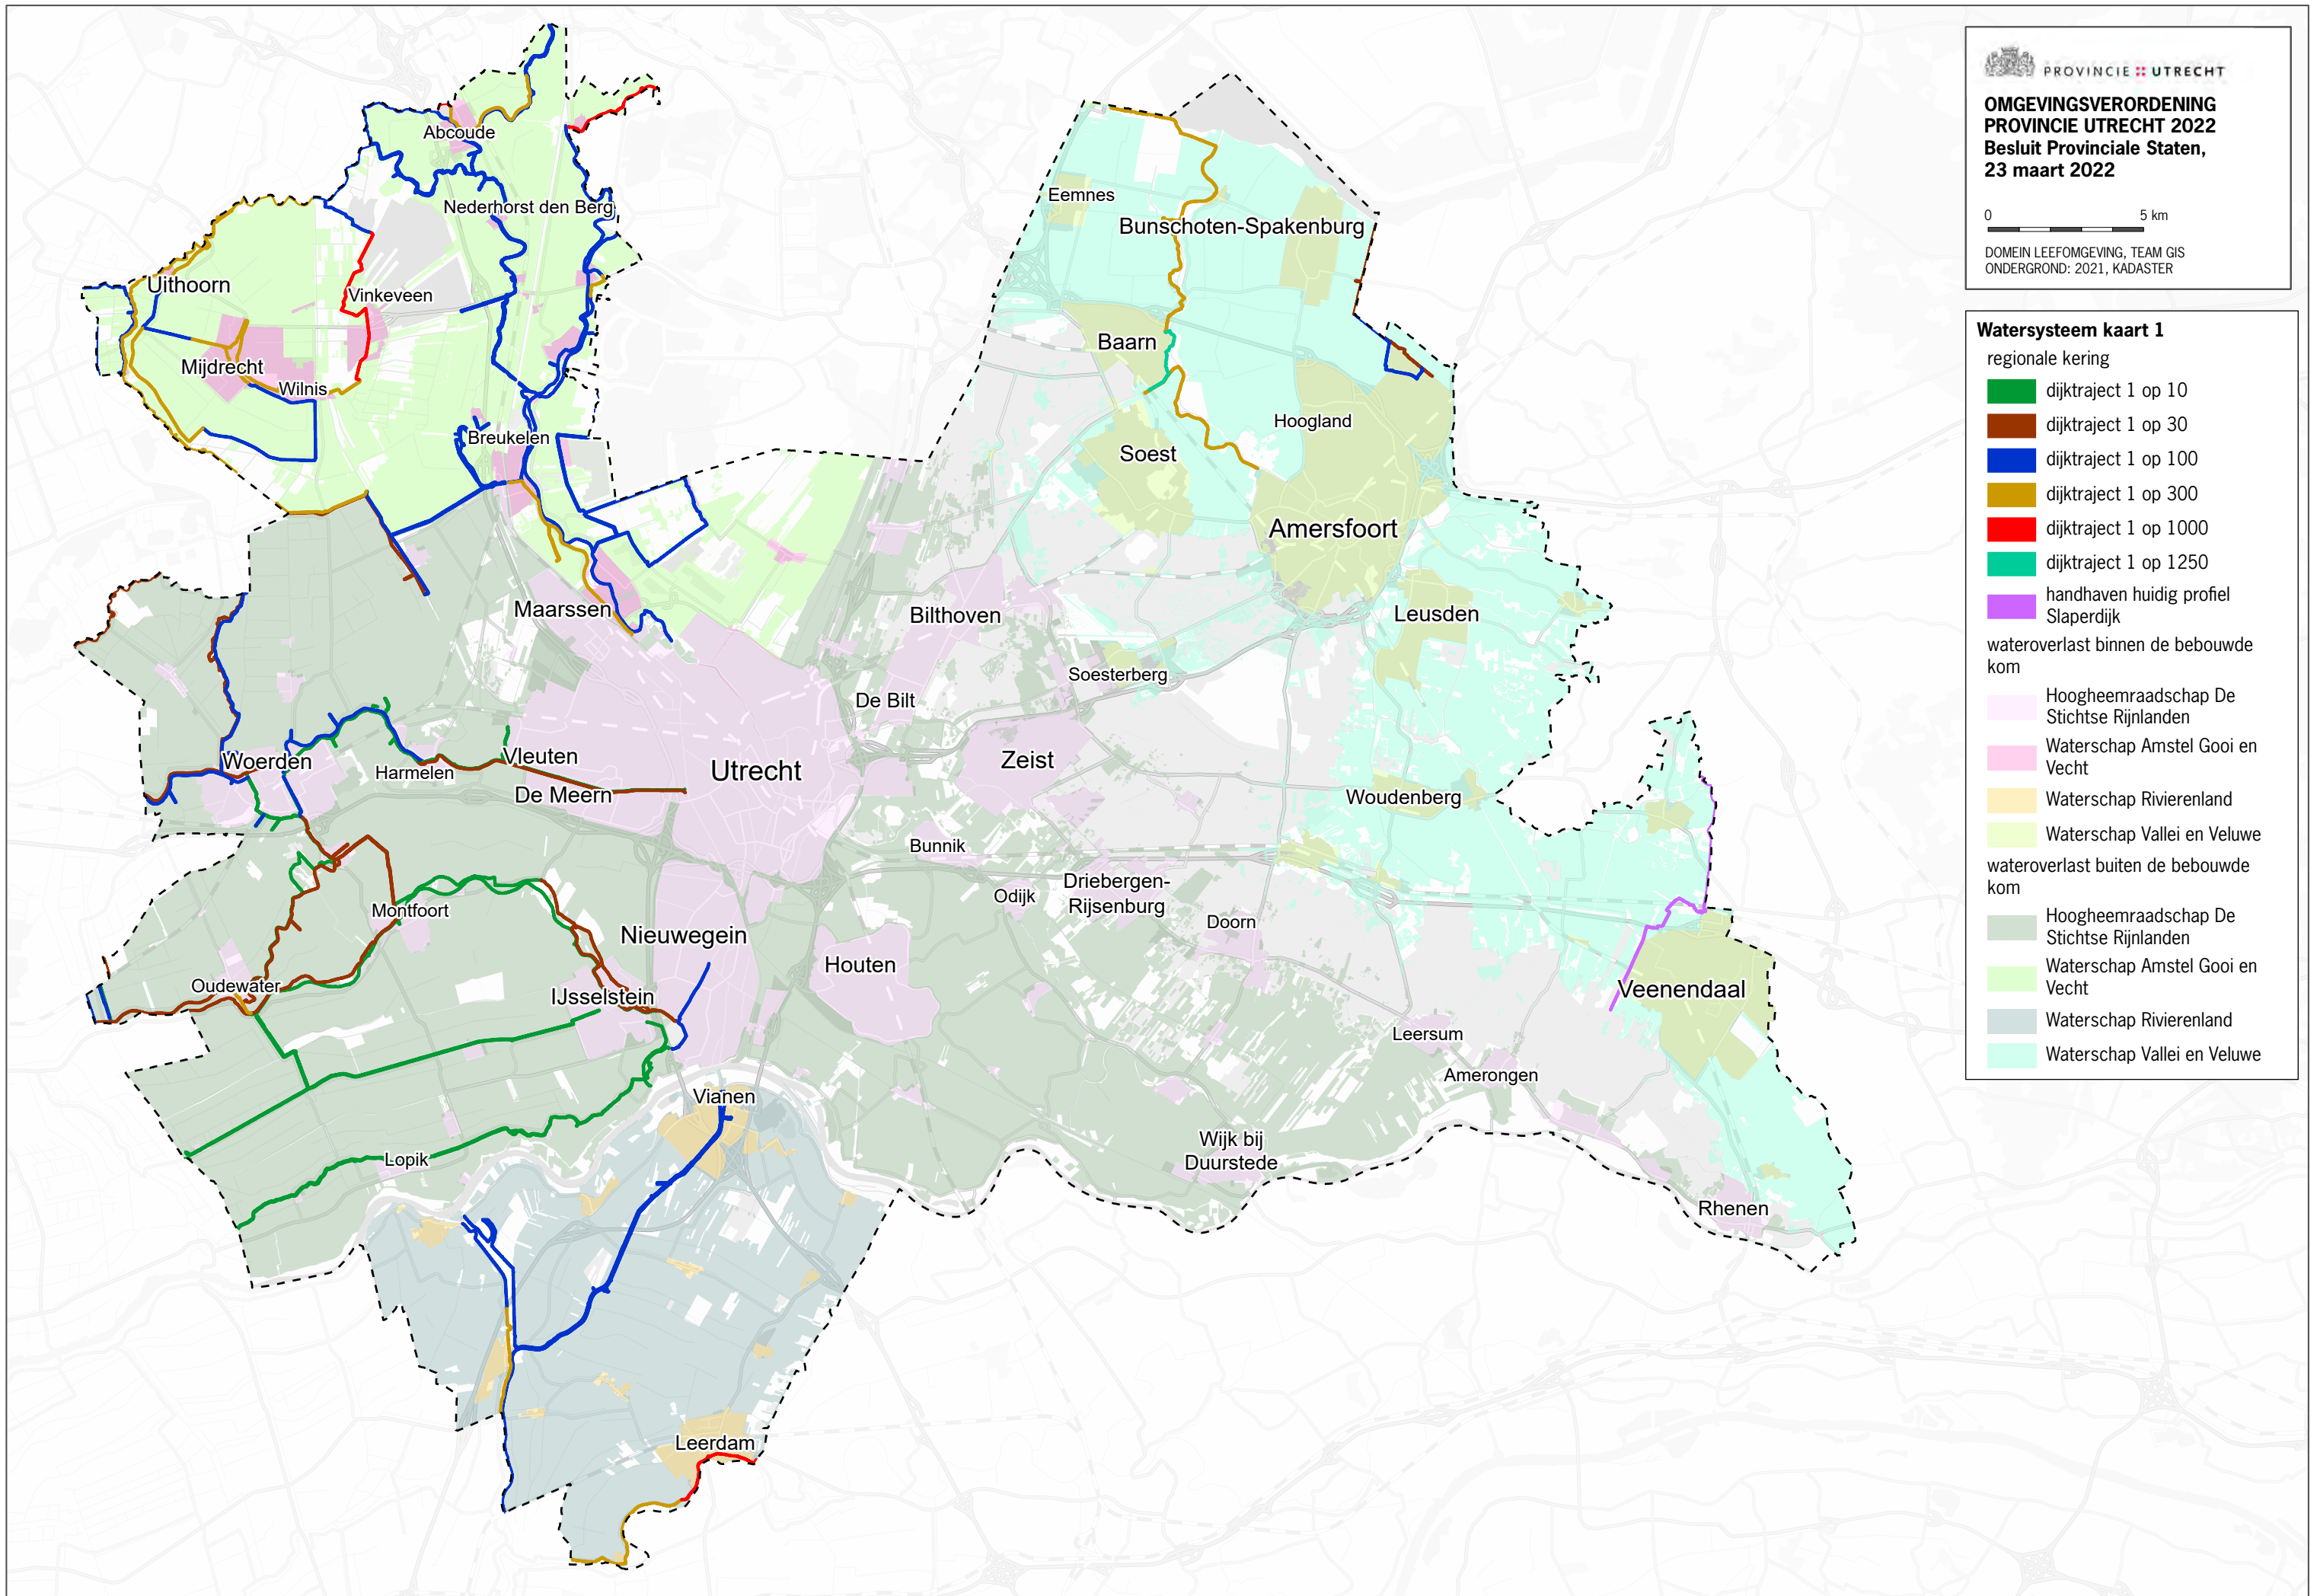 PROVINCIE UTRECHT
OMGEVINGSVERORDENING
PROVINCIE UTRECHT 2022
Besluit Provinciale Staten,
23 maart 2022
0 5 km
DOMEIN LEEFOMGEVING, TEAM GIS
ONDERGROND: 2021, KADASTER
Watersysteem kaart 1
regionale kering
dijktraject 1 op 10
dijktraject 1 op 30
dijktraject 1 op 100
dijktraject 1 op 300
dijktraject 1 op 1000
dijktraject 1 op 1250
handhaven huidig profiel
Slaperdijk
wateroverlast binnen de bebouwde
kom
Hoogheemraadschap De
Stichtse Rijnlanden
Waterschap Amstel Gooi en
Vecht
Waterschap Rivierenland
Waterschap Vallei en Veluwe
wateroverlast buiten de bebouwde
kom
Hoogheemraadschap De
Stichtse Rijnlanden
Waterschap Amstel Gooi en
Vecht
Waterschap Rivierenland
Waterschap Vallei en Veluwe
Abcoude
Eemnes
Nederhorst den Berg
Bunschoten-Spakenburg
Uithoorn
Vinkeveen
Baarn
Mijdrecht
Wilnis
Hoogland
Breukelen
Soest
Amersfoort
Maarssen
Bilthoven
Leusden
Soesterberg
De Bilt
Vleuten
Woerden
Zeist
Harmelen
Utrecht
De Meern
Woudenberg
Bunnik
Driebergen-
Rijsenburg
Odijk
Montfoort
Doorn
Nieuwegein
Houten
Oudewater
Veenendaal
IJsselstein
Leersum
Amerongen
Vianen
Wijk bij
Duurstede
Lopik
Rhenen
Leerdam